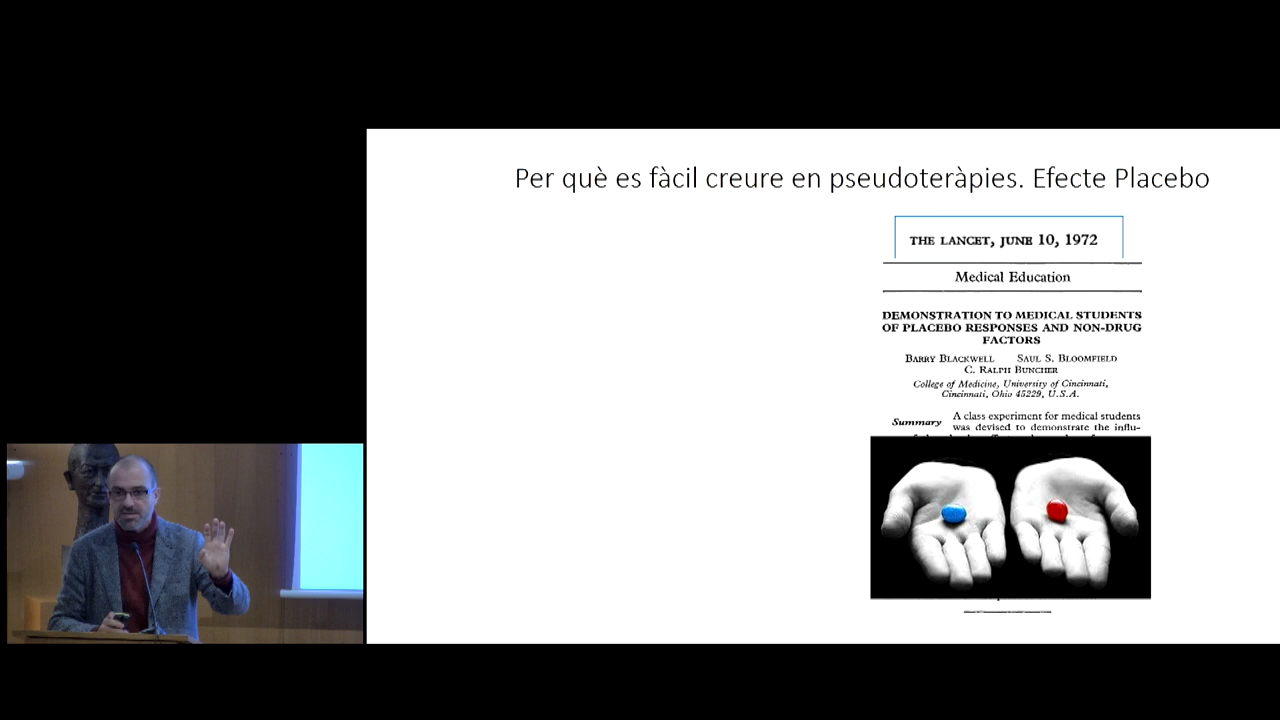 Per què es fàcil creure en pseudoteràpies. Efecte Placebo
THE LANCET, JUNE 10, 1972
Medical Education
DEMONSTRATION TO MEDICAL STUDENTS
OF PLACEBO RESPONSES AND NON-DRUG
FACTORS
BARRY BLACKWELL SAUL S. BLOOMFIELD
C. RALPH BUNCHER
College of Medicine, University of Cincinnati,
Cincinnati, Ohio 45229, U.S.A.
Summary A class experiment for medical students
was devised to demonstrate the influ-